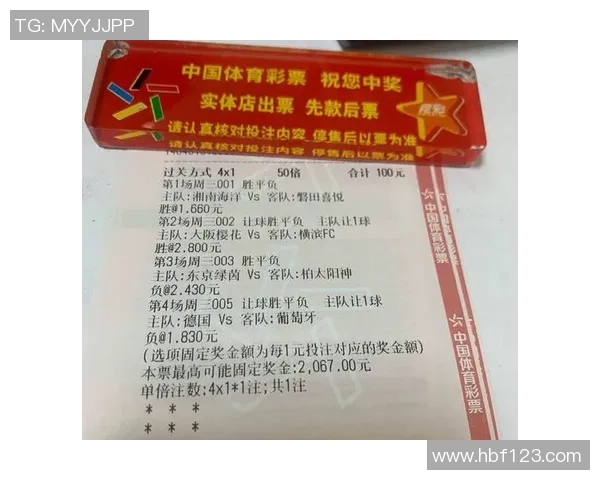 TG: MYYJJPP
中国体育彩票 祝您中奖
实体店出票 先款后票
请认真核对投注内容 停售后以票为准
请认真核对投注内容 停售后以票为准
过关方式 4x1 50倍 合计 100元
第1场周三001 胜平负
主队:湘南海洋 Vs 客队:磐田喜悦
胜@1.660元
第2场周三002 让球胜平负 主队让1球
主队:大阪樱花 Vs 客队:横滨FC
胜@2.800元
第3场周三003 胜平负
主队:东京绿茵 Vs 客队:柏太阳神
负@2.430元
第4场周三005 让球胜平负 主队让1球
主队:德国 Vs 客队:葡萄牙
负@1.830元
(选项固定奖金额为每1元投注对应的奖金额)
本票最高可能固定奖金:2,067.00元
单倍注数:4x1*1注;共1注
* * *
* * *
中国体育彩票
中国体育彩票
www.hbf123.com